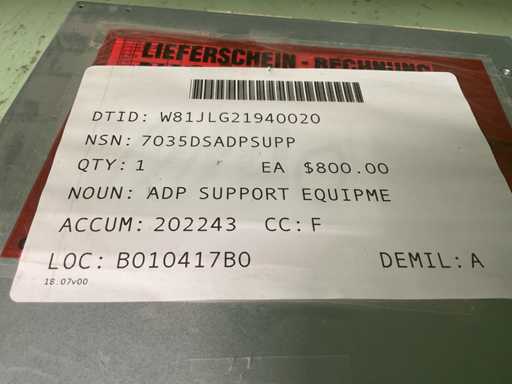 LIEFERSCHEIN - RECHNUNG
DTID: W81JLG21940020
NSN: 7035DSADPSUPP
QTY: 1 EA $800.00
NOUN: ADP SUPPORT EQUIPME
ACCUM: 202243 CC: F
LOC: B010417B0 DEMIL: A
18.07v00